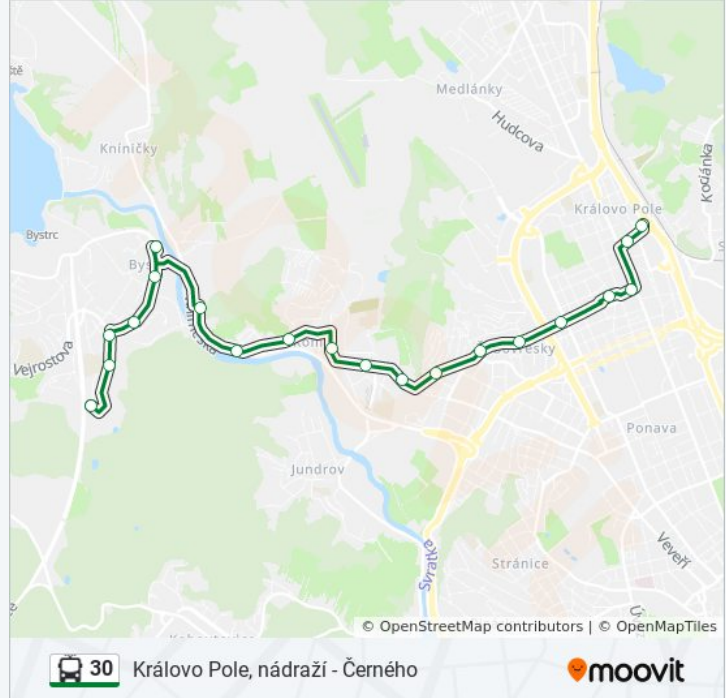 Medlánky
Hudcova
Kníničky
Kociánka
Královo Pole
Bystrc
Vejrostova
Ponava
Jundrov
Veveří
Svratka
Stránice
© OpenStreetMap contributors | © OpenMapTiles
30 Královo Pole, nádraží - Černého moovit